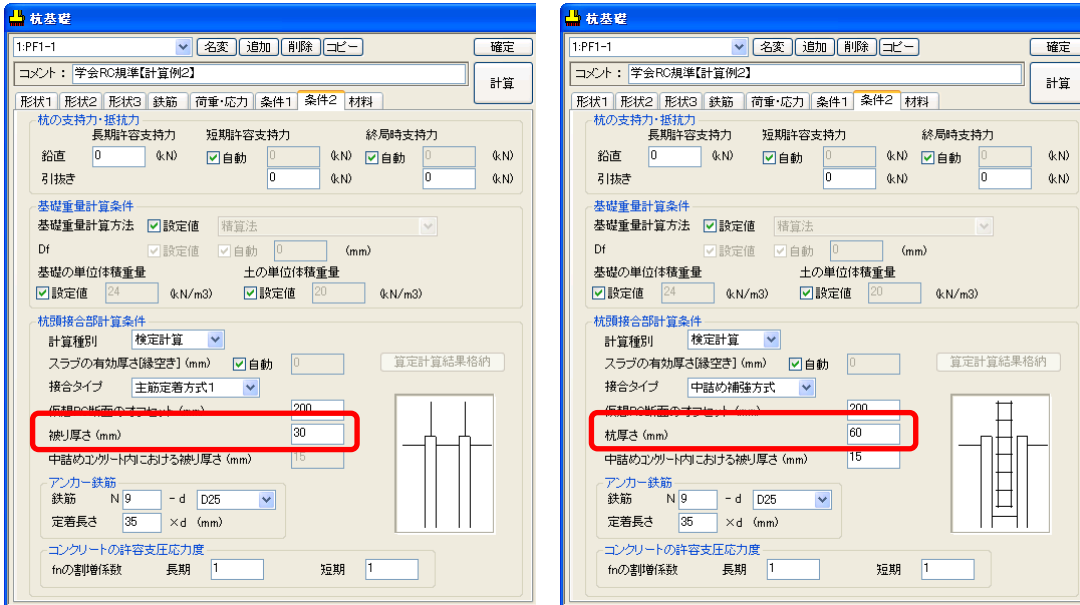 杭基礎
1:PF1-1 名変 追加 削除 コピー 確定
コメント： 学会RC規準【計算例2】 計算
形状1 形状2 形状3 鉄筋 荷重・応力 条件1 条件2 材料
杭の支持力・抵抗力
長期許容支持力 短期許容支持力 終局時支持力
鉛直 0 (kN) 自動 0 (kN) 自動 0 (kN)
引抜き 0 (kN) 0 (kN)
基礎重量計算条件
基礎重量計算方法 設定値 精算法
Df 設定値 自動 0 (mm)
基礎の単位体積重量 土の単位体積重量
設定値 24 (kN/m3) 設定値 20 (kN/m3)
杭頭接合部計算条件
計算種別 検定計算
スラブの有効厚さ[縁空き] (mm) 自動 0 算定計算結果格納
接合タイプ 主筋定着方式1
仮想RC断面のオフセット (mm) 200
被り厚さ (mm) 30
中詰めコンクリート内における被り厚さ (mm) 15
アンカー鉄筋
鉄筋 N 9 - d D25
定着長さ 35 ×d (mm)
コンクリートの許容支圧応力度
fnの割増係数 長期 1 短期 1
杭基礎
1:PF1-1 名変 追加 削除 コピー 確定
コメント： 学会RC規準【計算例2】 計算
形状1 形状2 形状3 鉄筋 荷重・応力 条件1 条件2 材料
杭の支持力・抵抗力
長期許容支持力 短期許容支持力 終局時支持力
鉛直 0 (kN) 自動 0 (kN) 自動 0 (kN)
引抜き 0 (kN) 0 (kN)
基礎重量計算条件
基礎重量計算方法 設定値 精算法
Df 設定値 自動 0 (mm)
基礎の単位体積重量 土の単位体積重量
設定値 24 (kN/m3) 設定値 20 (kN/m3)
杭頭接合部計算条件
計算種別 検定計算
スラブの有効厚さ[縁空き] (mm) 自動 0 算定計算結果格納
接合タイプ 中詰め補強方式
仮想RC断面のオフセット (mm) 200
杭厚さ (mm) 60
中詰めコンクリート内における被り厚さ (mm) 15
アンカー鉄筋
鉄筋 N 9 - d D25
定着長さ 35 ×d (mm)
コンクリートの許容支圧応力度
fnの割増係数 長期 1 短期 1